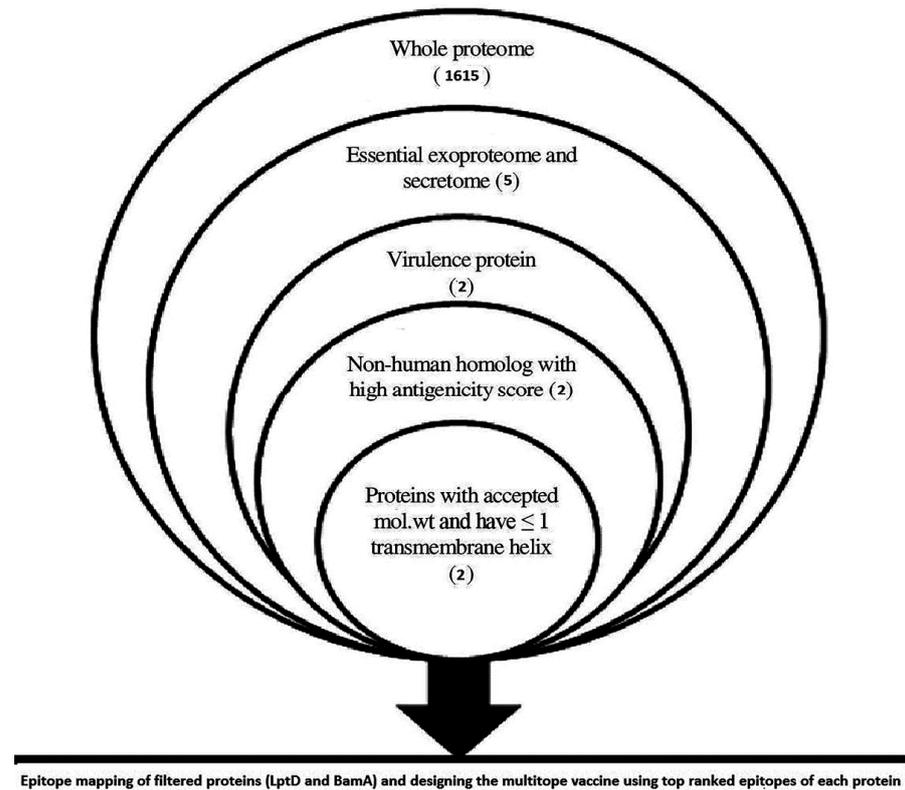 Whole proteome
( 1615 )
Essential exoproteome and
secretome (5)
Virulence protein
(2)
Non-human homolog with
high antigenicity score (2)
Proteins with accepted
mol.wt and have ≤ 1
transmembrane helix
(2)
Epitope mapping of filtered proteins (LptD and BamA) and designing the multitope vaccine using top ranked epitopes of each protein